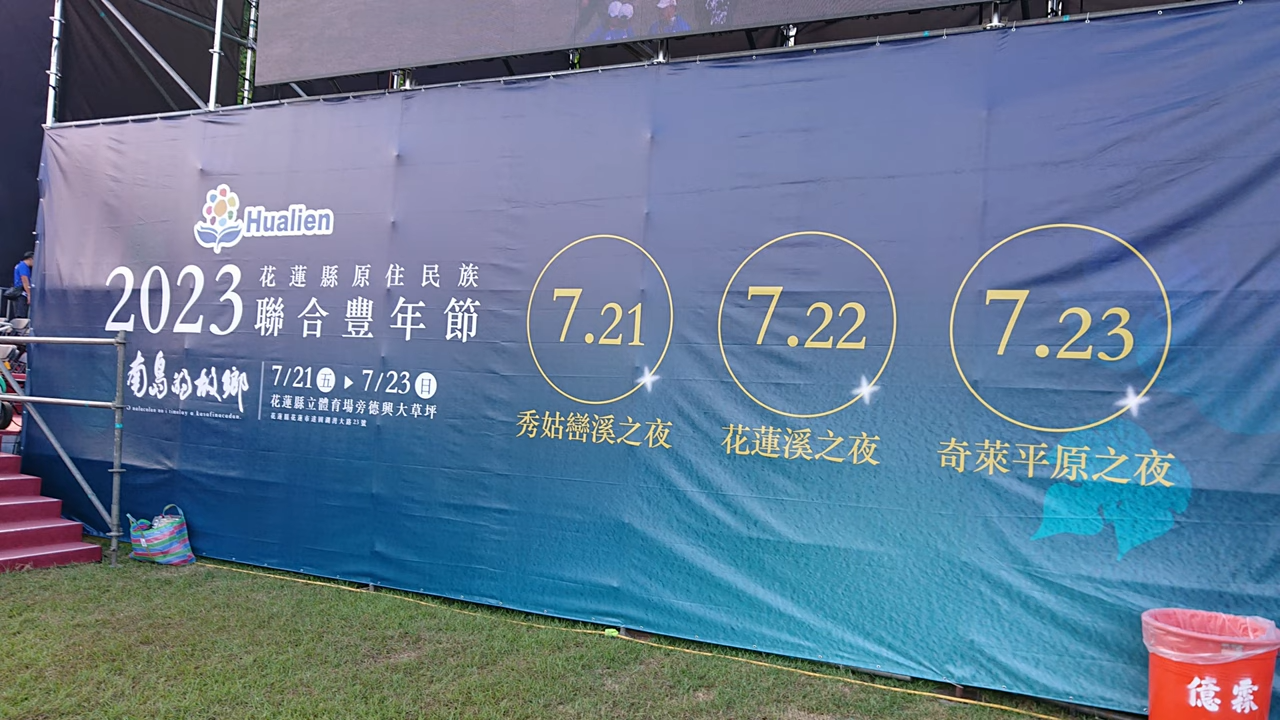 Hualien
2023
花蓮縣原住民族
聯合豐年節
南島的故鄉
7/21 五 ▶ 7/23 日
花蓮縣立體育場旁德興大草坪
7.21
秀姑巒溪之夜
7.22
花蓮溪之夜
7.23
奇萊平原之夜
億霖